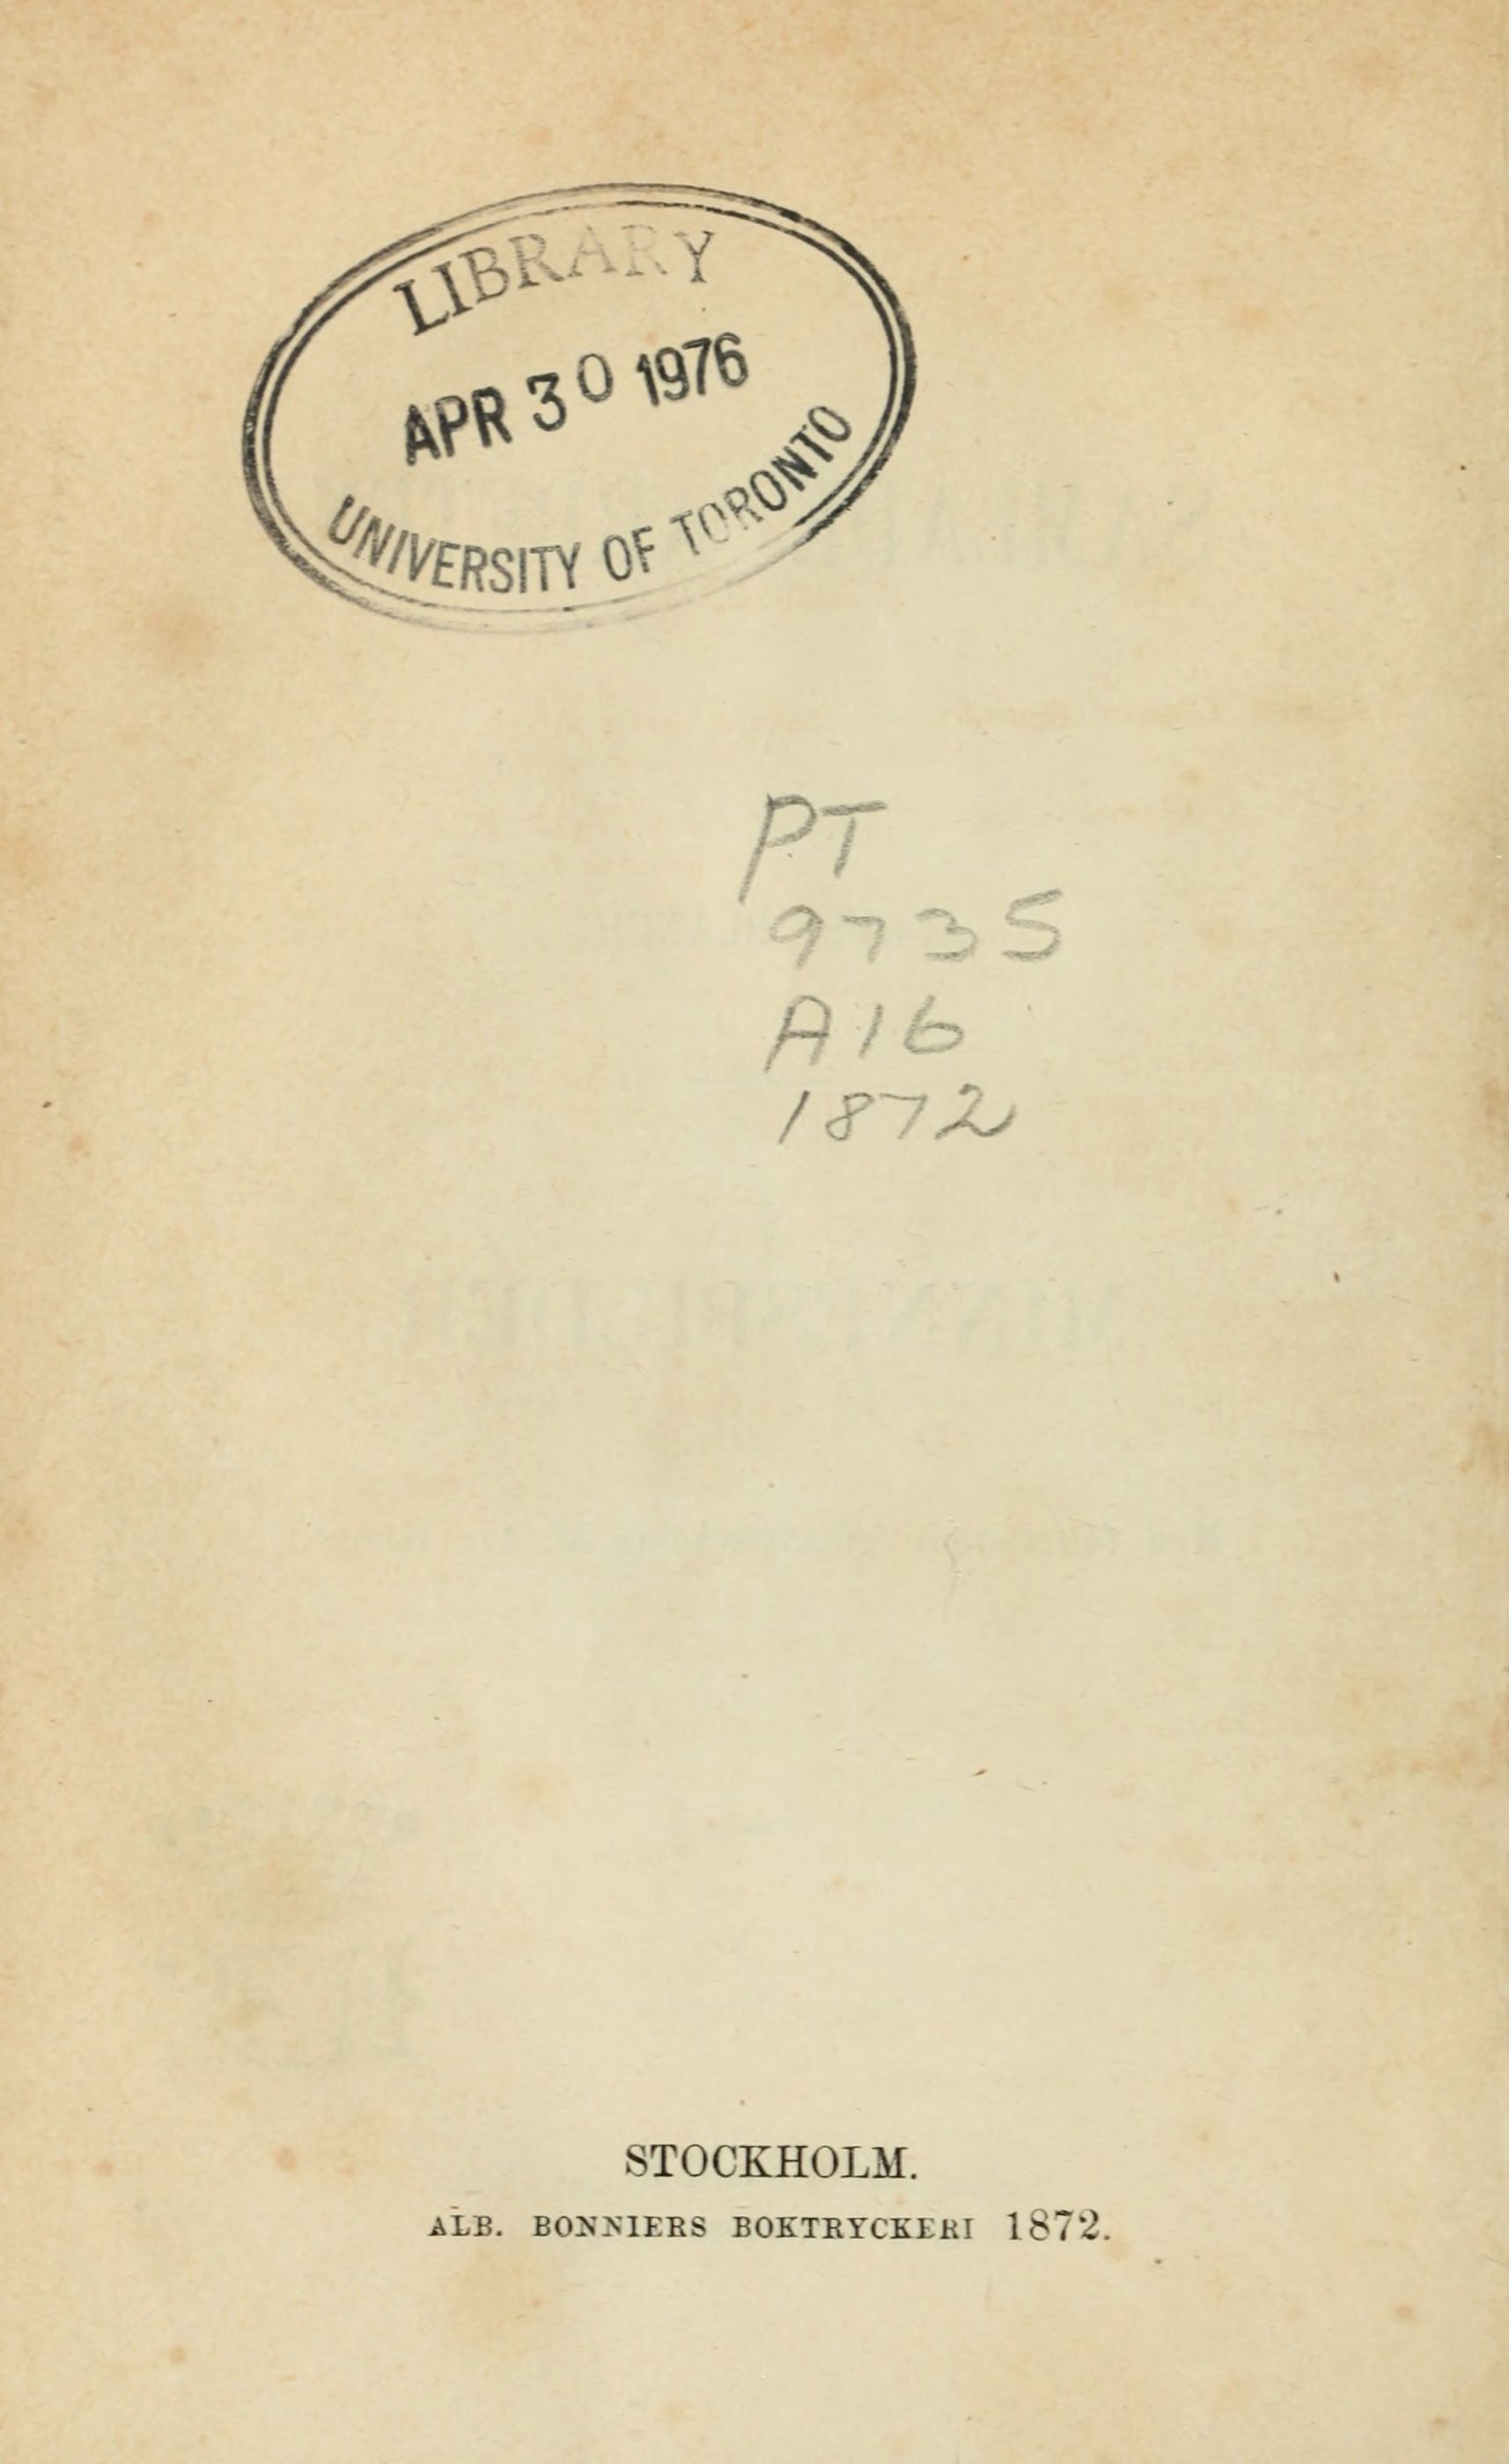 LIBRARY
APR 30 1976
UNIVERSITY OF TORONTO
PT
9735
A16
1872
STOCKHOLM.
ALB. BONNIERS BOKTRYCKERI 1872.